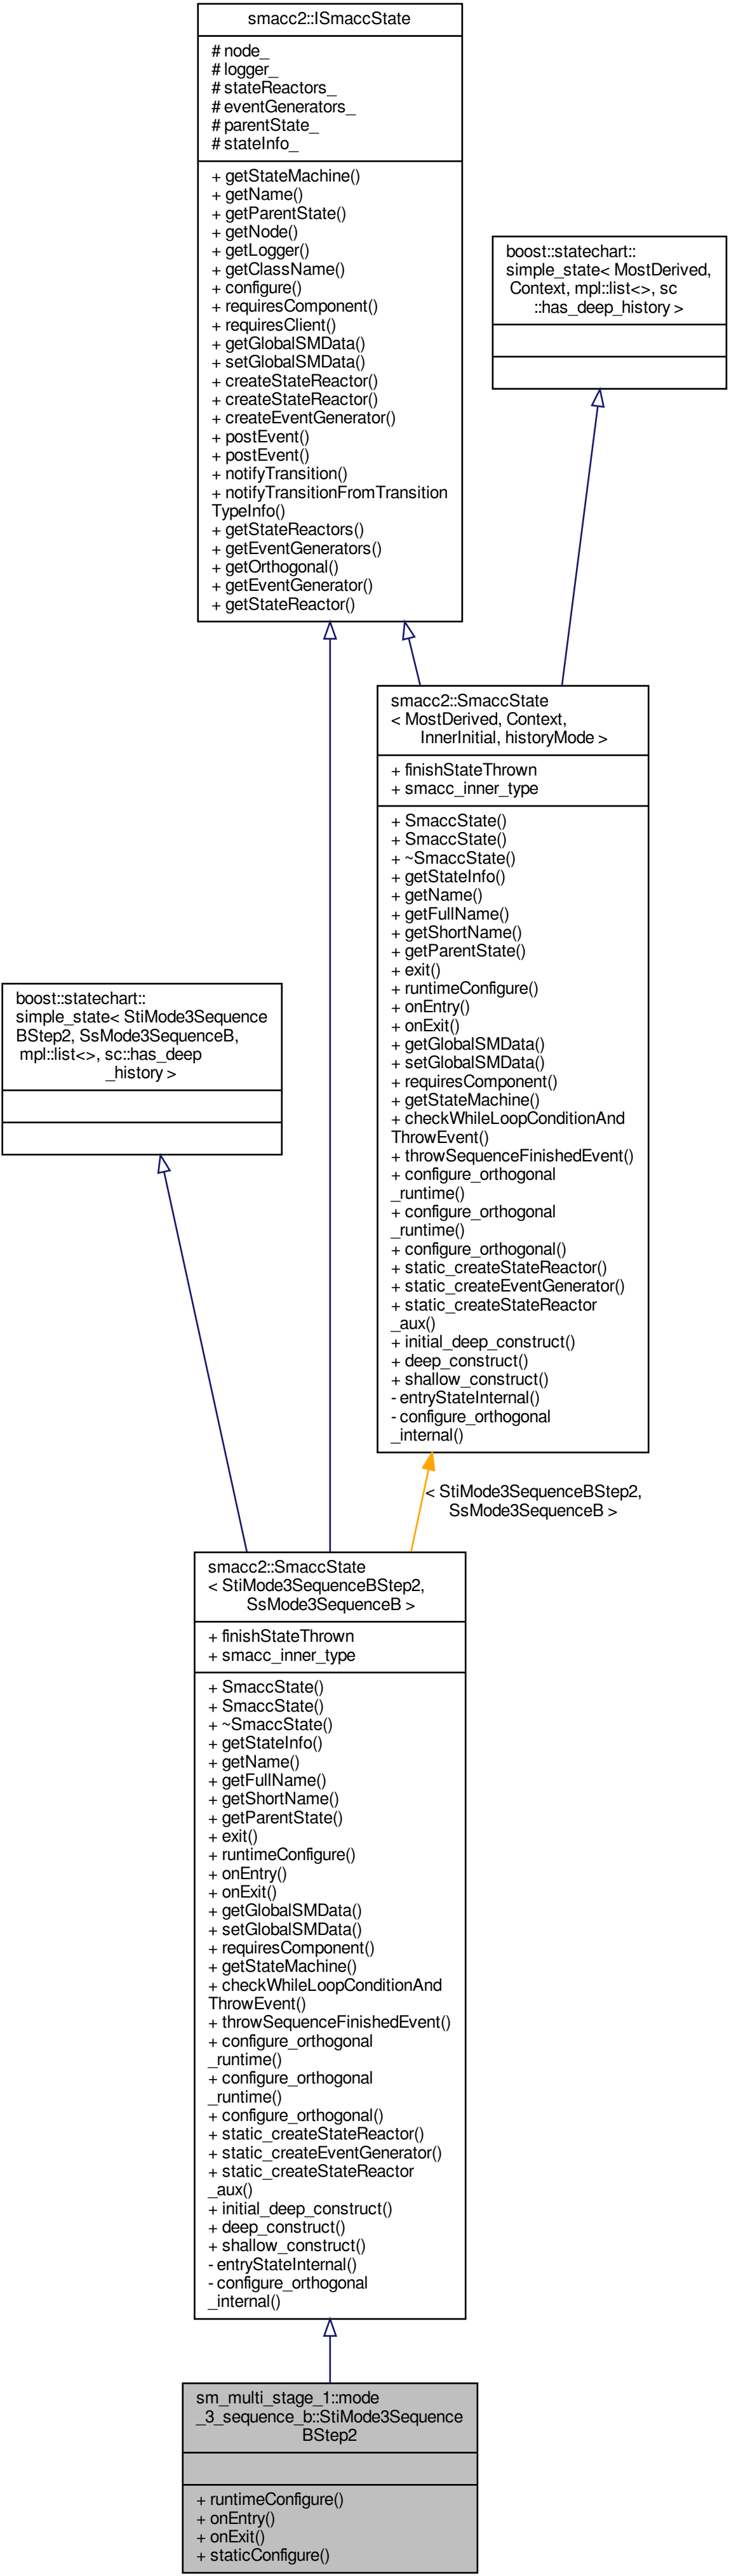 smacc2::ISmaccState
# node_
# logger_
# stateReactors_
# eventGenerators_
# parentState_
# stateInfo_
+ getStateMachine()
+ getName()
+ getParentState()
+ getNode()
+ getLogger()
+ getClassName()
+ configure()
+ requiresComponent()
+ requiresClient()
+ getGlobalSMData()
+ setGlobalSMData()
+ createStateReactor()
+ createStateReactor()
+ createEventGenerator()
+ postEvent()
+ postEvent()
+ notifyTransition()
+ notifyTransitionFromTransition
TypeInfo()
+ getStateReactors()
+ getEventGenerators()
+ getOrthogonal()
+ getEventGenerator()
+ getStateReactor()
boost::statechart::
simple_state< MostDerived,
Context, mpl::list<>, sc
::has_deep_history >
smacc2::SmaccState
< MostDerived, Context,
InnerInitial, historyMode >
+ finishStateThrown
+ smacc_inner_type
+ SmaccState()
+ SmaccState()
+ ~SmaccState()
+ getStateInfo()
+ getName()
+ getFullName()
+ getShortName()
+ getParentState()
+ exit()
+ runtimeConfigure()
+ onEntry()
+ onExit()
+ getGlobalSMData()
+ setGlobalSMData()
+ requiresComponent()
+ getStateMachine()
+ checkWhileLoopConditionAnd
ThrowEvent()
+ throwSequenceFinishedEvent()
+ configure_orthogonal
_runtime()
+ configure_orthogonal
_runtime()
+ configure_orthogonal()
+ static_createStateReactor()
+ static_createEventGenerator()
+ static_createStateReactor
_aux()
+ initial_deep_construct()
+ deep_construct()
+ shallow_construct()
- entryStateInternal()
- configure_orthogonal
_internal()
boost::statechart::
simple_state< StiMode3Sequence
BStep2, SsMode3SequenceB,
mpl::list<>, sc::has_deep
_history >
< StiMode3SequenceBStep2,
SsMode3SequenceB >
smacc2::SmaccState
< StiMode3SequenceBStep2,
SsMode3SequenceB >
+ finishStateThrown
+ smacc_inner_type
+ SmaccState()
+ SmaccState()
+ ~SmaccState()
+ getStateInfo()
+ getName()
+ getFullName()
+ getShortName()
+ getParentState()
+ exit()
+ runtimeConfigure()
+ onEntry()
+ onExit()
+ getGlobalSMData()
+ setGlobalSMData()
+ requiresComponent()
+ getStateMachine()
+ checkWhileLoopConditionAnd
ThrowEvent()
+ throwSequenceFinishedEvent()
+ configure_orthogonal
_runtime()
+ configure_orthogonal
_runtime()
+ configure_orthogonal()
+ static_createStateReactor()
+ static_createEventGenerator()
+ static_createStateReactor
_aux()
+ initial_deep_construct()
+ deep_construct()
+ shallow_construct()
- entryStateInternal()
- configure_orthogonal
_internal()
sm_multi_stage_1::mode
_3_sequence_b::StiMode3Sequence
BStep2
+ runtimeConfigure()
+ onEntry()
+ onExit()
+ staticConfigure()